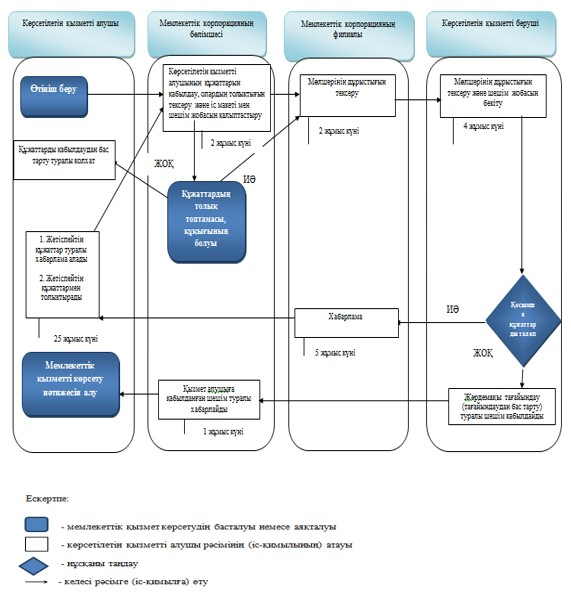 Көрсетілетін қызметті алушы
Мемлекеттік корпорацияның
бөлімшесі
Мемлекеттік корпорацияның
филиалы
Көрсетілетін қызметті беруші
Өтініш беру
Көрсетілетін қызметті
алушының құжаттарын
қабылдау, олардың толықтығын
тексеру және іс макеті мен
шешім жобасын қалыптастыру
2 жұмыс күні
Мөлшерінің дұрыстығын
тексеру
2 жұмыс күні
Мөлшерінің дұрыстығын
тексеру және шешім жобасын
бекіту
4 жұмыс күні
Құжаттарды қабылдаудан бас
тарту туралы қолхат
ЖОҚ
ИӘ
Құжаттардың
толық
топтамасы,
құқығының
болуы
1. Жетіспейтін
құжаттар туралы
хабарлама алады
2. Жетіспейтін
құжаттармен
толықтырады
25 жұмыс күні
Хабарлама
5 жұмыс күні
ИӘ
Қосымш
а
құжаттар
ды талап
ЖОҚ
Мемлекеттік
қызметті көрсету
нәтижесін алу
Қызмет алушыға
қабылданған шешім туралы
хабарлайды
1 жұмыс күні
Жәрдемақы тағайындау
(тағайындаудан бас тарту)
туралы шешім қабылдайды
Ескертпе:
- мемлекеттік қызмет көрсетудің басталуы немесе аяқталуы
- көрсетілетін қызметті алушы рәсімінің (іс-қимылының) атауы
- нұсқаны таңдау
- келесі рәсімге (іс-қимылға) өту